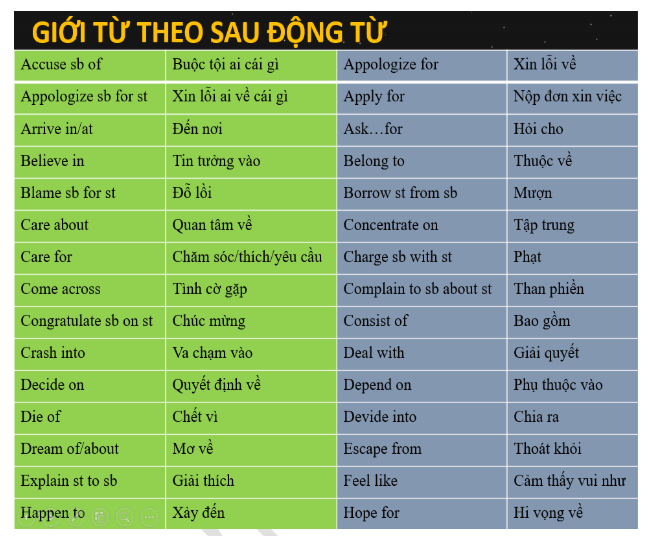 GIỚI TỪ THEO SAU ĐỘNG TỪ
Accuse sb of Buộc tội ai cái gì Appologize for Xin lỗi về
Appologize sb for st Xin lỗi ai về cái gì Apply for Nộp đơn xin việc
Arrive in/at Đến nơi Ask…for Hỏi cho
Believe in Tin tưởng vào Belong to Thuộc về
Blame sb for st Đỗ lồi Borrow st from sb Mượn
Care about Quan tâm về Concentrate on Tập trung
Care for Chăm sóc/thích/yêu cầu Charge sb with st Phạt
Come across Tình cờ gặp Complain to sb about st Than phiền
Congratulate sb on st Chúc mừng Consist of Bao gồm
Crash into Va chạm vào Deal with Giải quyết
Decide on Quyết định về Depend on Phụ thuộc vào
Die of Chết vì Devide into Chia ra
Dream of/about Mơ về Escape from Thoát khỏi
Explain st to sb Giải thích Feel like Cảm thấy vui như
Happen to Xảy đến Hope for Hi vọng về